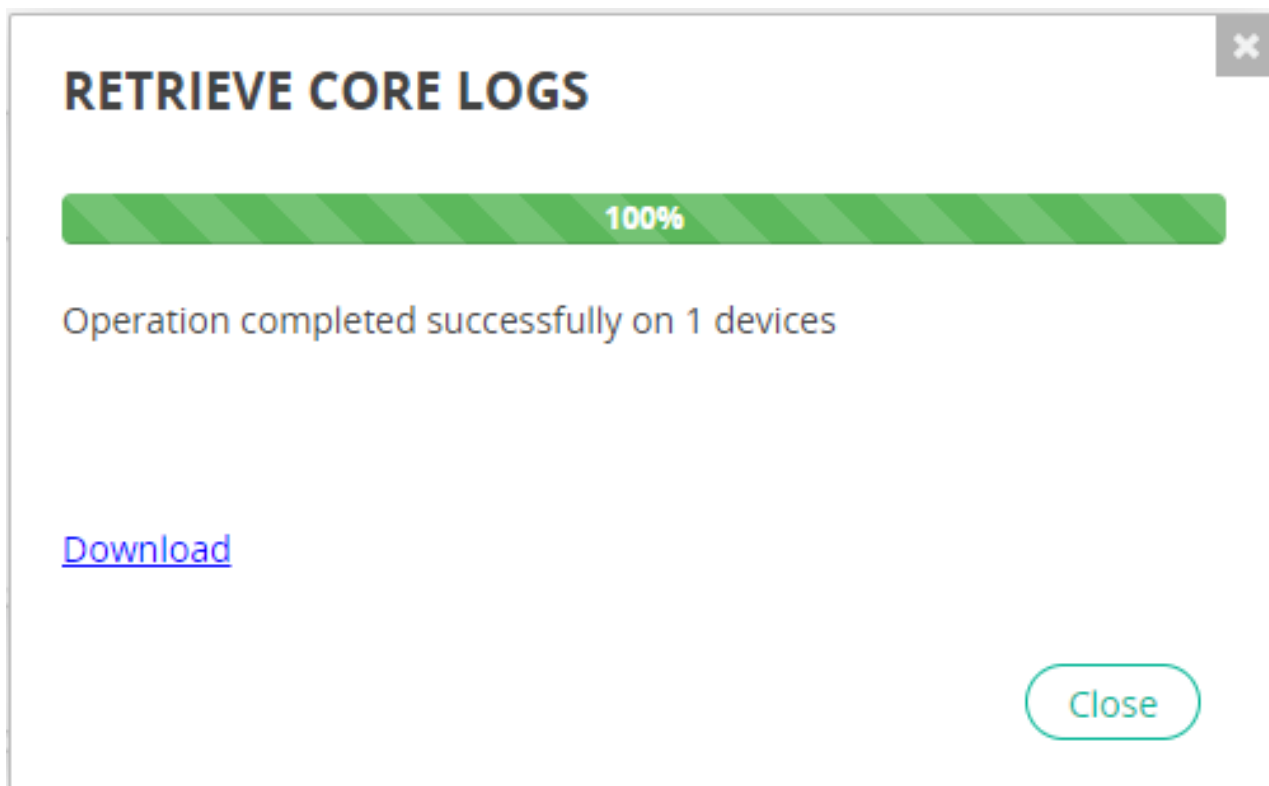 RETRIEVE CORE LOGS
100%
Operation completed successfully on 1 devices
Download
Close